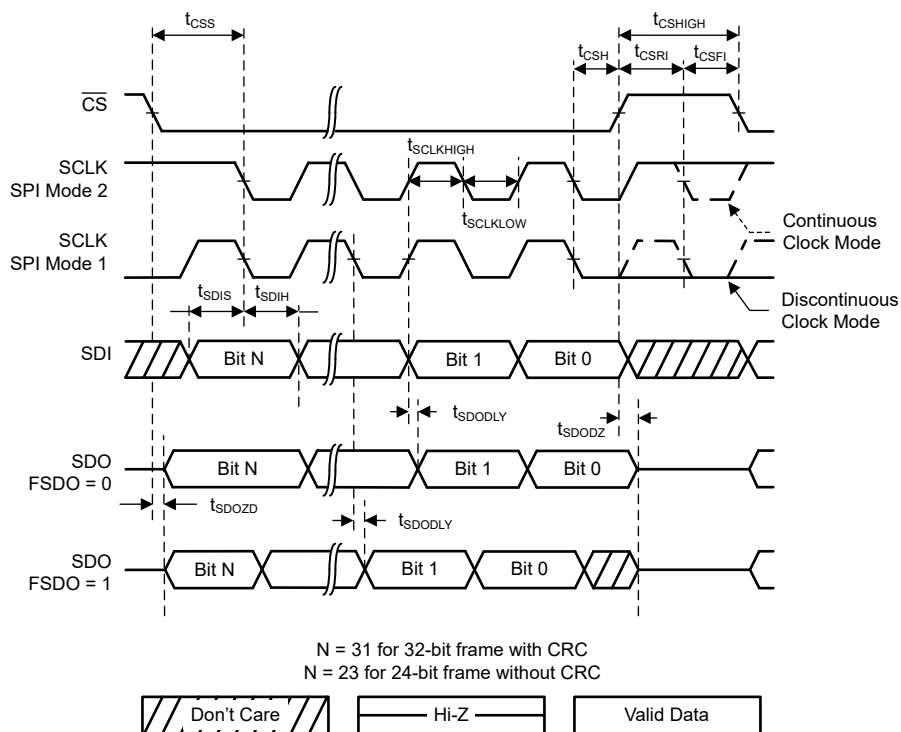 tCSS
tCSHIGH
tCSH
tCSRI
tCSFI
CS
SCLK
SPI Mode 2
tSCLKHIGH
tSCLKLOW
Continuous
Clock Mode
SCLK
SPI Mode 1
Discontinuous
Clock Mode
tSDIS
tSDIH
SDI
Bit N
Bit 1
Bit 0
tSDODLY
tSDODZ
SDO
FSDO = 0
Bit N
Bit 1
Bit 0
tSDOZD
tSDODLY
SDO
FSDO = 1
Bit N
Bit 1
Bit 0
N = 31 for 32-bit frame with CRC
N = 23 for 24-bit frame without CRC
Don't Care
Hi-Z
Valid Data